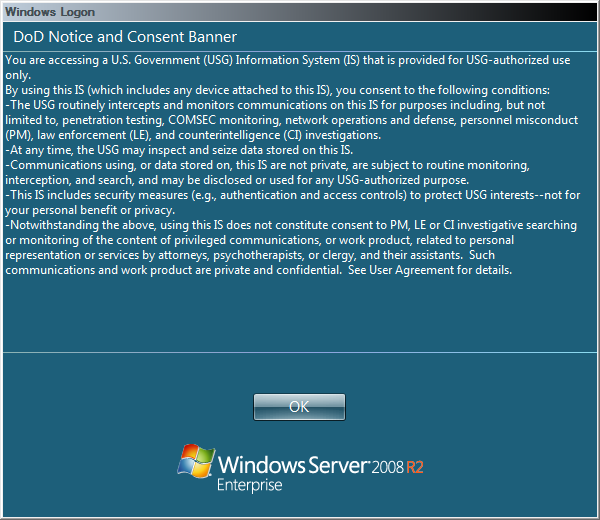 Windows Logon
DoD Notice and Consent Banner
You are accessing a U.S. Government (USG) Information System (IS) that is provided for USG-authorized use
only.
By using this IS (which includes any device attached to this IS), you consent to the following conditions:
-The USG routinely intercepts and monitors communications on this IS for purposes including, but not
limited to, penetration testing, COMSEC monitoring, network operations and defense, personnel misconduct
(PM), law enforcement (LE), and counterintelligence (CI) investigations.
-At any time, the USG may inspect and seize data stored on this IS.
-Communications using, or data stored on, this IS are not private, are subject to routine monitoring,
interception, and search, and may be disclosed or used for any USG-authorized purpose.
-This IS includes security measures (e.g., authentication and access controls) to protect USG interests--not for
your personal benefit or privacy.
-Notwithstanding the above, using this IS does not constitute consent to PM, LE or CI investigative searching
or monitoring of the content of privileged communications, or work product, related to personal
representation or services by attorneys, psychotherapists, or clergy, and their assistants.  Such
communications and work product are private and confidential.  See User Agreement for details.
OK
Windows Server 2008 R2
Enterprise